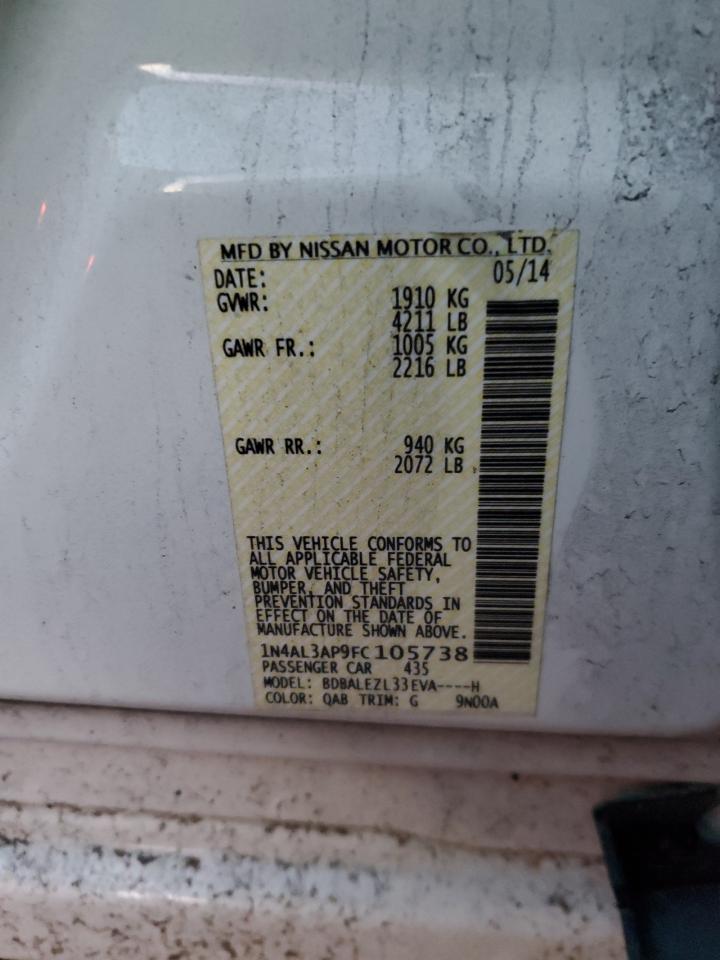 MFD BY NISSAN MOTOR CO., LTD.
DATE: 05/14
GVWR: 1910 KG
4211 LB
GAWR FR.: 1005 KG
2216 LB
GAWR RR.: 940 KG
2072 LB
THIS VEHICLE CONFORMS TO
ALL APPLICABLE FEDERAL
MOTOR VEHICLE SAFETY,
BUMPER, AND THEFT
PREVENTION STANDARDS IN
EFFECT ON THE DATE OF
MANUFACTURE SHOWN ABOVE.
1N4AL3AP9FC105738
PASSENGER CAR 435
MODEL: BDBALEZL33EVA----H
COLOR: QAB TRIM: G 9N00A